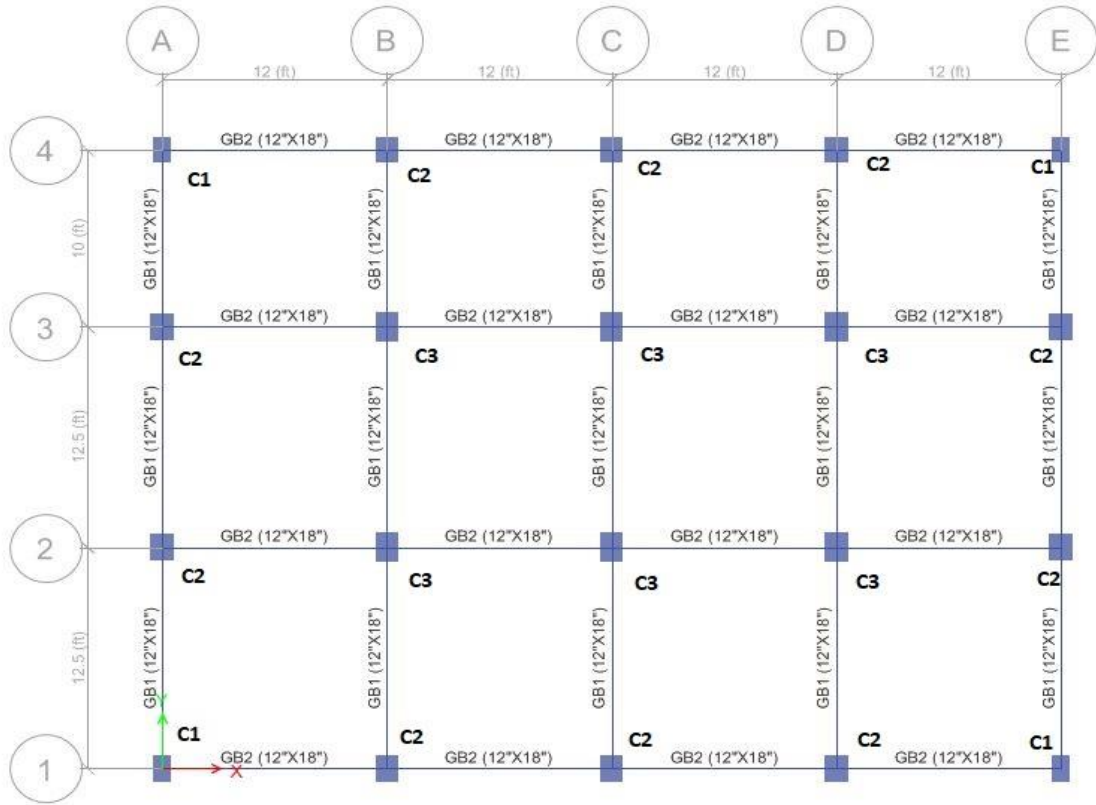 A B C D E
12 (ft) 12 (ft) 12 (ft) 12 (ft)
4
GB2 (12"X18") GB2 (12"X18") GB2 (12"X18") GB2 (12"X18")
C1 C2 C2 C2 C1
10 (ft)
GB1 (12"X18") GB1 (12"X18") GB1 (12"X18") GB1 (12"X18") GB1 (12"X18")
3
GB2 (12"X18") GB2 (12"X18") GB2 (12"X18") GB2 (12"X18")
C2 C3 C3 C3 C2
12.5 (ft)
GB1 (12"X18") GB1 (12"X18") GB1 (12"X18") GB1 (12"X18") GB1 (12"X18")
2
GB2 (12"X18") GB2 (12"X18") GB2 (12"X18") GB2 (12"X18")
C2 C3 C3 C3 C2
12.5 (ft)
GB1 (12"X18") GB1 (12"X18") GB1 (12"X18") GB1 (12"X18") GB1 (12"X18")
Y
C1 C2 C2 C2 C1
1
GB2 (12"X18") GB2 (12"X18") GB2 (12"X18") GB2 (12"X18")
X